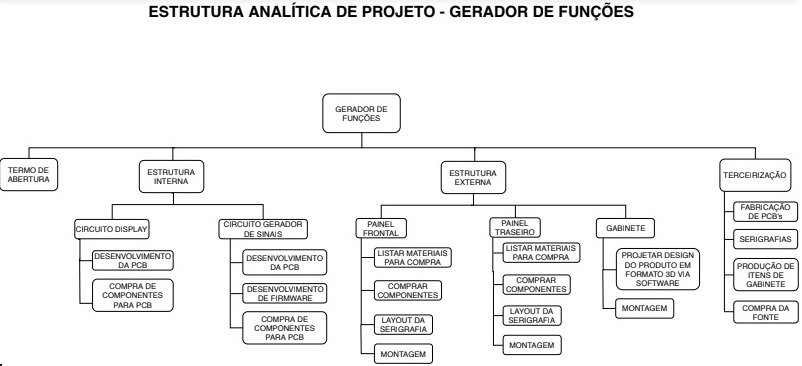 ESTRUTURA ANALÍTICA DE PROJETO - GERADOR DE FUNÇÕES
GERADOR DE
FUNÇÕES
TERMO DE
ABERTURA
ESTRUTURA
INTERNA
CIRCUITO DISPLAY
DESENVOLVIMENTO
DA PCB
COMPRA DE
COMPONENTES
PARA PCB
CIRCUITO GERADOR
DE SINAIS
DESENVOLVIMENTO
DA PCB
DESENVOLVIMENTO
DE FIRMWARE
COMPRA DE
COMPONENTES
PARA PCB
ESTRUTURA
EXTERNA
PAINEL
FRONTAL
LISTAR MATERIAIS
PARA COMPRA
COMPRAR
COMPONENTES
LAYOUT DA
SERIGRAFIA
MONTAGEM
PAINEL
TRASEIRO
LISTAR MATERIAIS
PARA COMPRA
COMPRAR
COMPONENTES
LAYOUT DA
SERIGRAFIA
MONTAGEM
GABINETE
PROJETAR DESIGN
DO PRODUTO EM
FORMATO 3D VIA
SOFTWARE
MONTAGEM
TERCEIRIZAÇÃO
FABRICAÇÃO
DE PCB's
SERIGRAFIAS
PRODUÇÃO DE
ITENS DE
GABINETE
COMPRA DA
FONTE